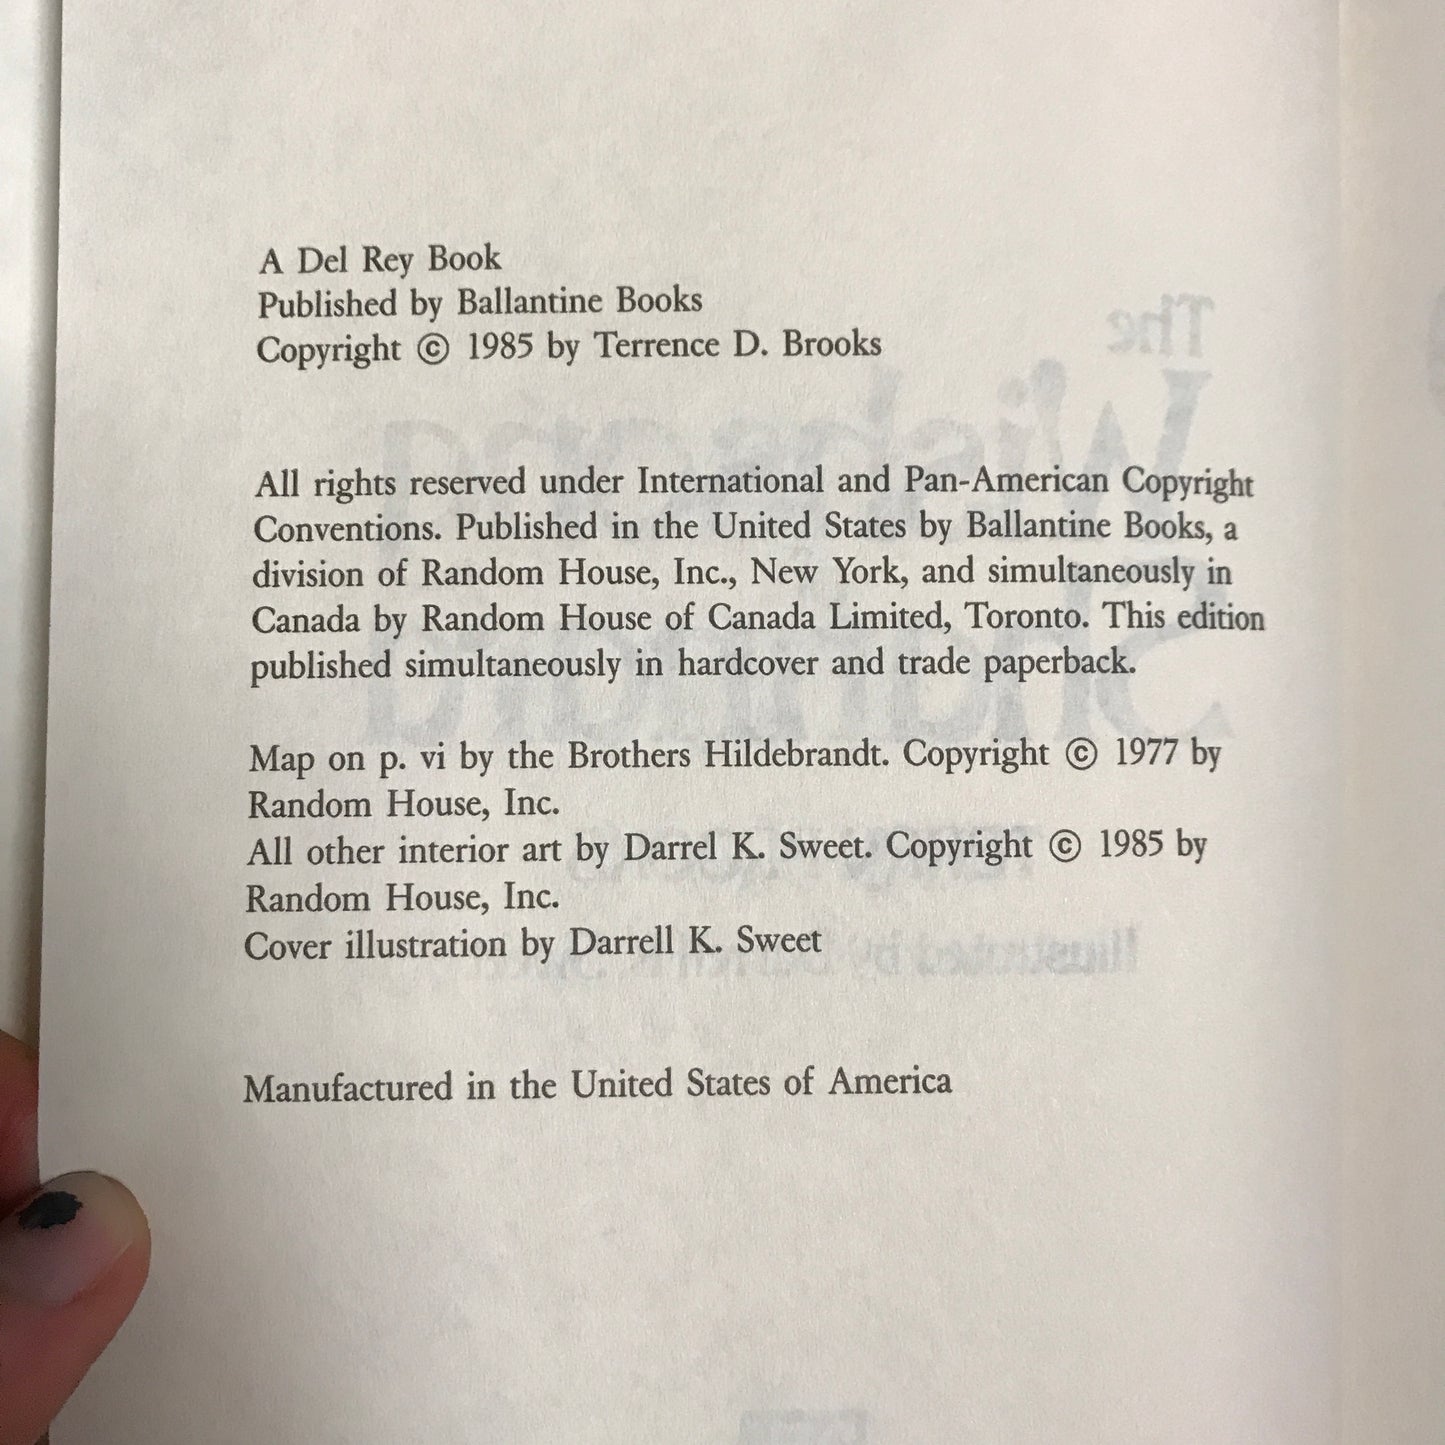 A Del Rey Book
Published by Ballantine Books
Copyright © 1985 by Terrence D. Brooks
All rights reserved under International and Pan-American Copyright
Conventions. Published in the United States by Ballantine Books, a
division of Random House, Inc., New York, and simultaneously in
Canada by Random House of Canada Limited, Toronto. This edition
published simultaneously in hardcover and trade paperback.
Map on p. vi by the Brothers Hildebrandt. Copyright © 1977 by
Random House, Inc.
All other interior art by Darrel K. Sweet. Copyright © 1985 by
Random House, Inc.
Cover illustration by Darrell K. Sweet
Manufactured in the United States of America